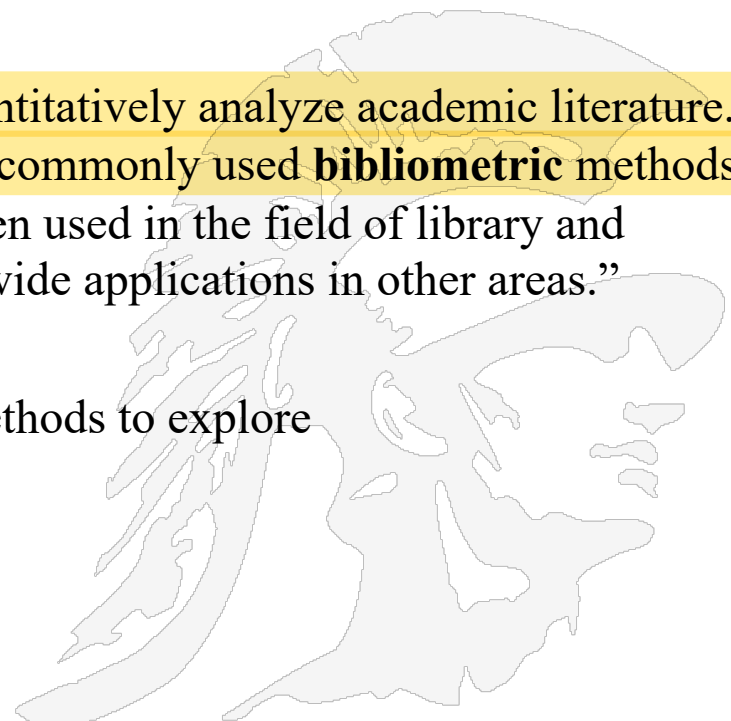 ntitatively analyze academic literature.
commonly used bibliometric methods
en used in the field of library and
vide applications in other areas.”
ethods to explore